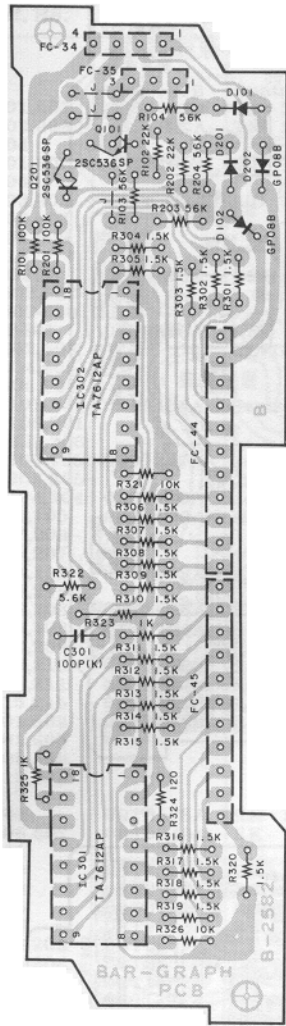 4 1
FC-34
FC-35
3 1
J
J
D101
R104 56K
Q101
2SC536SP
R102 22K
R202 22K
R204 56K
D201
D202
GP08B
Q201
2SC536SP
J
R103 56K
R203 56K
D102
GP08B
R101 100K
R201 100K
R304 1.5K
R305 1.5K
R303 1.5K
R302 1.5K
R301 1.5K
18 1
IC302
TA7612AP
9 8
B
FC-44
R321 10K
R306 1.5K
R307 1.5K
R308 1.5K
R309 1.5K
R310 1.5K
R322
5.6K
R323 1K
C301
100P(K)
R311 1.5K
R312 1.5K
R313 1.5K
R314 1.5K
R315 1.5K
FC-45
R325 1K
18 1
IC301
TA7612AP
9 8
R324 120
R316 1.5K
R317 1.5K
R318 1.5K
R319 1.5K
R326 10K
R320
1.5K
B-2582
BAR-GRAPH
PCB